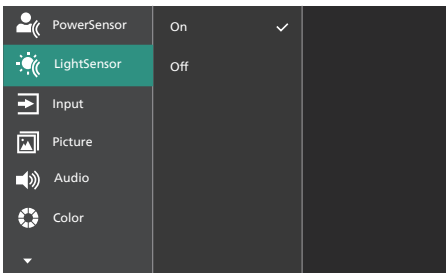 PowerSensor
LightSensor
Input
Picture
Audio
Color
On
Off